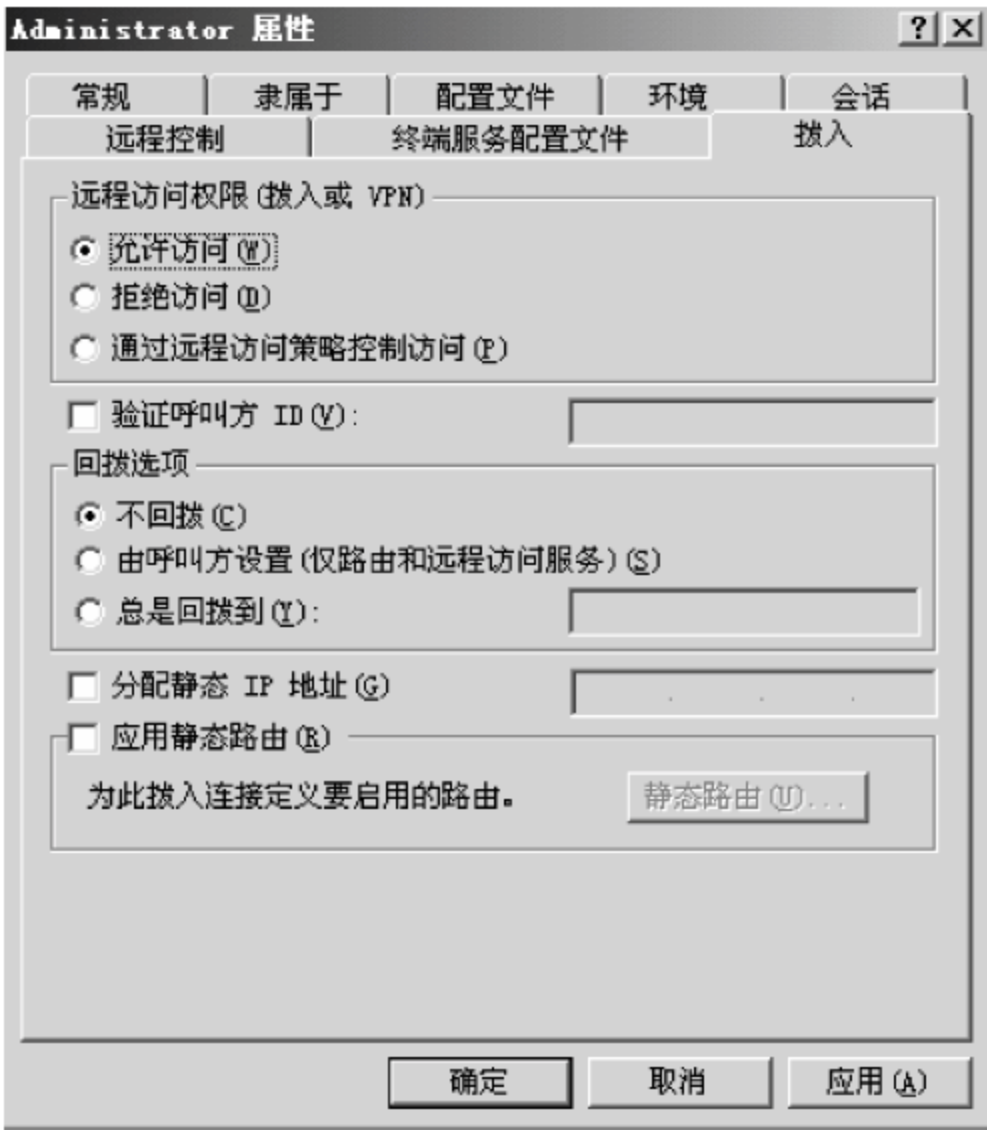 Administrator 属性
常规 隶属于 配置文件 环境 会话
远程控制 终端服务配置文件 拨入
远程访问权限(拨入或 VPN)
允许访问(W)
拒绝访问(D)
通过远程访问策略控制访问(P)
验证呼叫方 ID(V):
回拨选项
不回拨(C)
由呼叫方设置(仅路由和远程访问服务)(S)
总是回拨到(Y):
分配静态 IP 地址(G)
应用静态路由(R)
为此拨入连接定义要启用的路由。 静态路由(U)...
确定 取消 应用(A)